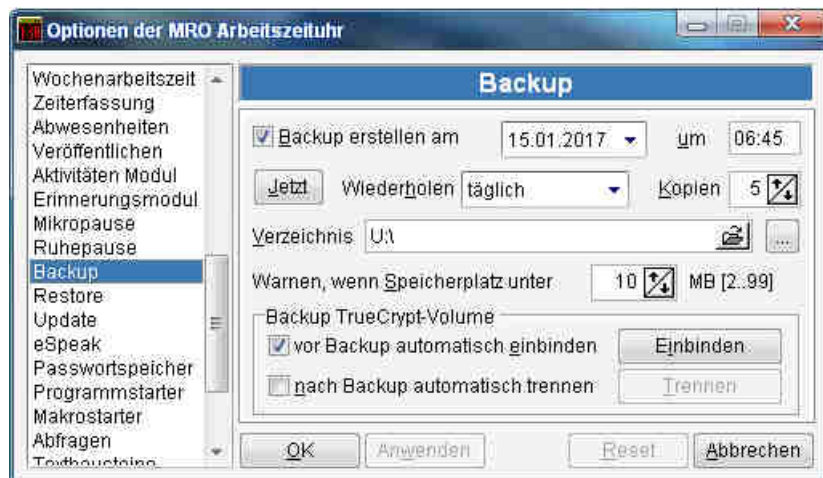 Optionen der MRO Arbeitszeituhr
Wochenarbeitszeit
Zeiterfassung
Abwesenheiten
Veröffentlichen
Aktivitäten Modul
Erinnerungsmodul
Mikropause
Ruhepause
Backup
Restore
Update
eSpeak
Passwortspeicher
Programmstarter
Makrostarter
Abfragen
Backup
Backup erstellen am 15.01.2017 um 06:45
Jetzt Wiederholen täglich Kopien 5
Verzeichnis U:\ ...
Warnen, wenn Speicherplatz unter 10 MB [2..99]
Backup TrueCrypt-Volume
vor Backup automatisch einbinden Einbinden
nach Backup automatisch trennen Trennen
OK Anwenden Reset Abbrechen